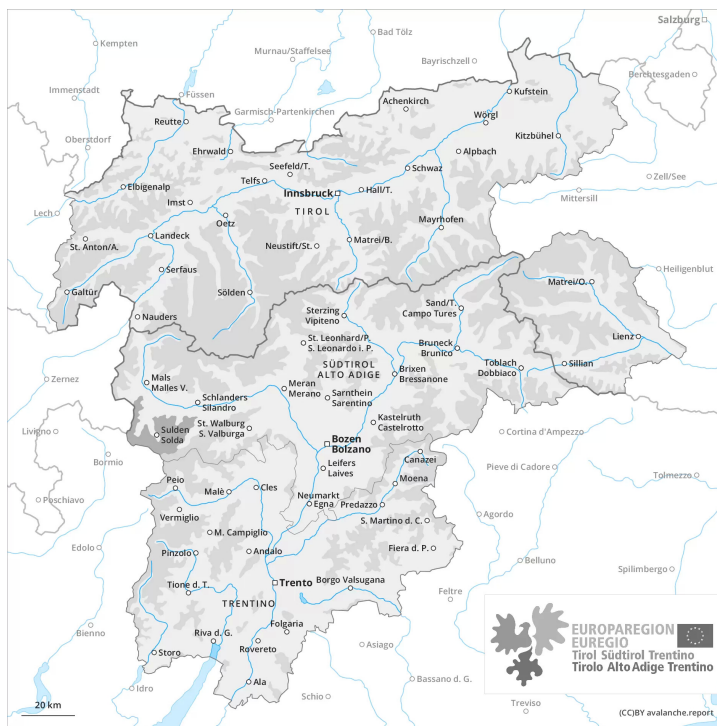 Salzburg
Kempten
Bad Tölz
Murnau/Staffelsee
Bayrischzell
Berchtesgaden
Immenstadt
Füssen
Kufstein
Garmisch-Partenkirchen
Achenkirch
Reutte
Wörgl
Oberstdorf
Ehrwald
Kitzbühel
Alpbach
Seefeld/T.
Schwaz
Telfs
Zell/See
Elbigenalp
Innsbruck
Hall/T.
Mittersill
Imst
TIROL
Lech
Oetz
Mayrhofen
Landeck
Neustift/St.
Matrei/B.
St. Anton/A.
Serfaus
Heiligenblut
Matrei/O.
Galtür
Sölden
Sand/T.
Campo Tures
Nauders
Sterzing
Vipiteno
Lienz
St. Leonhard/P.
S. Leonardo i. P.
Bruneck
Brunico
SÜDTIROL
ALTO ADIGE
Toblach
Dobbiaco
Sillian
Brixen
Bressanone
Zernez
Mals
Malles V.
Meran
Merano
Sarnthein
Sarentino
Schlanders
Silandro
St. Walburg
S. Valburga
Kastelruth
Castelrotto
Livigno
Sulden
Solda
Cortina d'Ampezzo
Bozen
Bolzano
Bormio
Canazei
Leifers
Laives
Pieve di Cadore
Tolmezzo
Peio
Moena
Malè
Cles
Neumarkt
Egna
Predazzo
Poschiavo
Vermiglio
Agordo
S. Martino d. C.
M. Campiglio
Edolo
Pinzolo
Andalo
Fiera d. P.
Belluno
Spilimbergo
Tione d. T.
Trento
Borgo Valsugana
Feltre
TRENTINO
Bienno
Folgaria
Riva d. G.
Rovereto
Asiago
Storo
Bassano d. G.
Ala
Idro
Schio
Treviso
EUROPAREGION
EUREGIO
Tirol Südtirol Trentino
Tirolo Alto Adige Trentino
20 km
(CC)BY avalanche.report